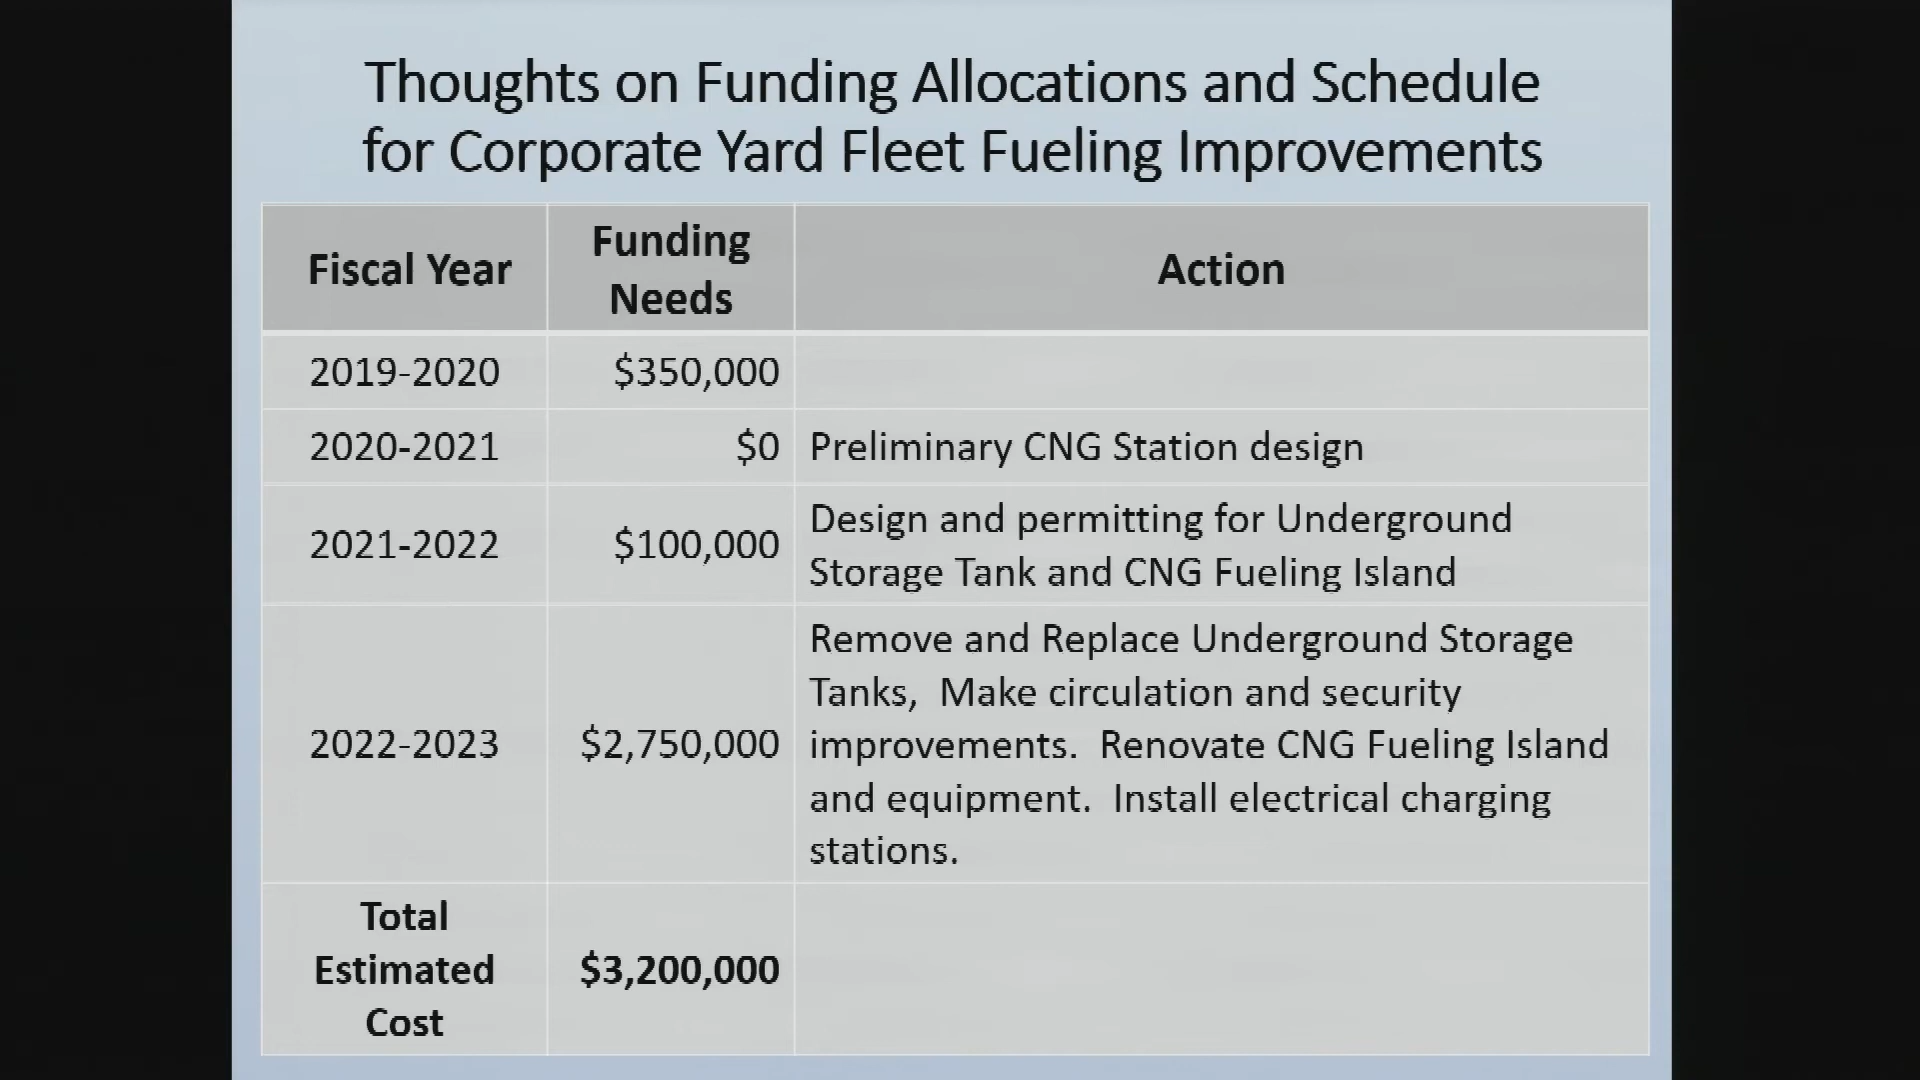 Thoughts on Funding Allocations and Schedule
for Corporate Yard Fleet Fueling Improvements
Fiscal Year
Funding
Needs
Action
2019-2020
$350,000
2020-2021
$0
Preliminary CNG Station design
2021-2022
$100,000
Design and permitting for Underground
Storage Tank and CNG Fueling Island
2022-2023
$2,750,000
Remove and Replace Underground Storage
Tanks,  Make circulation and security
improvements.  Renovate CNG Fueling Island
and equipment.  Install electrical charging
stations.
Total
Estimated
Cost
$3,200,000